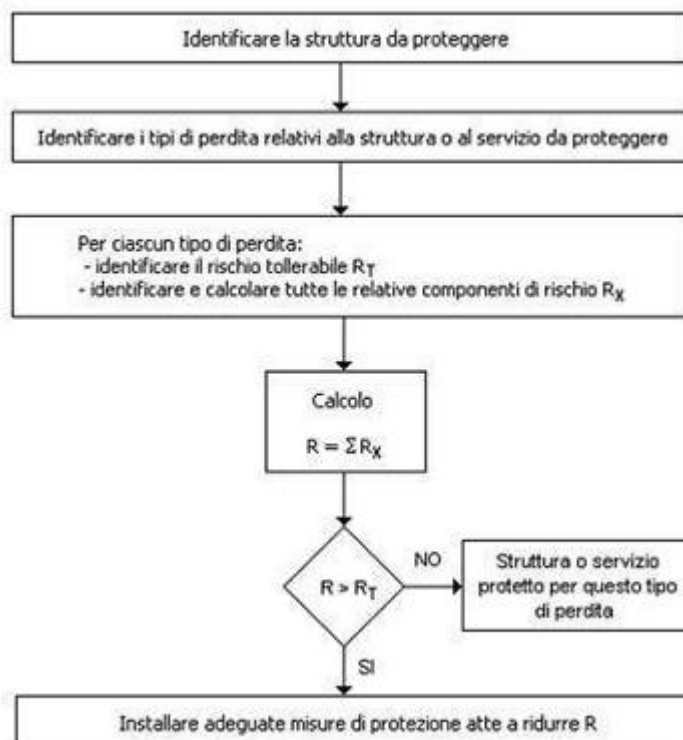 Identificare la struttura da proteggere
Identificare i tipi di perdita relativi alla struttura o al servizio da proteggere
Per ciascun tipo di perdita:
- identificare il rischio tollerabile RT
- identificare e calcolare tutte le relative componenti di rischio RX
Calcolo
R = ΣRX
R > RT
NO
Struttura o servizio
protetto per questo tipo
di perdita
SI
Installare adeguate misure di protezione atte a ridurre R